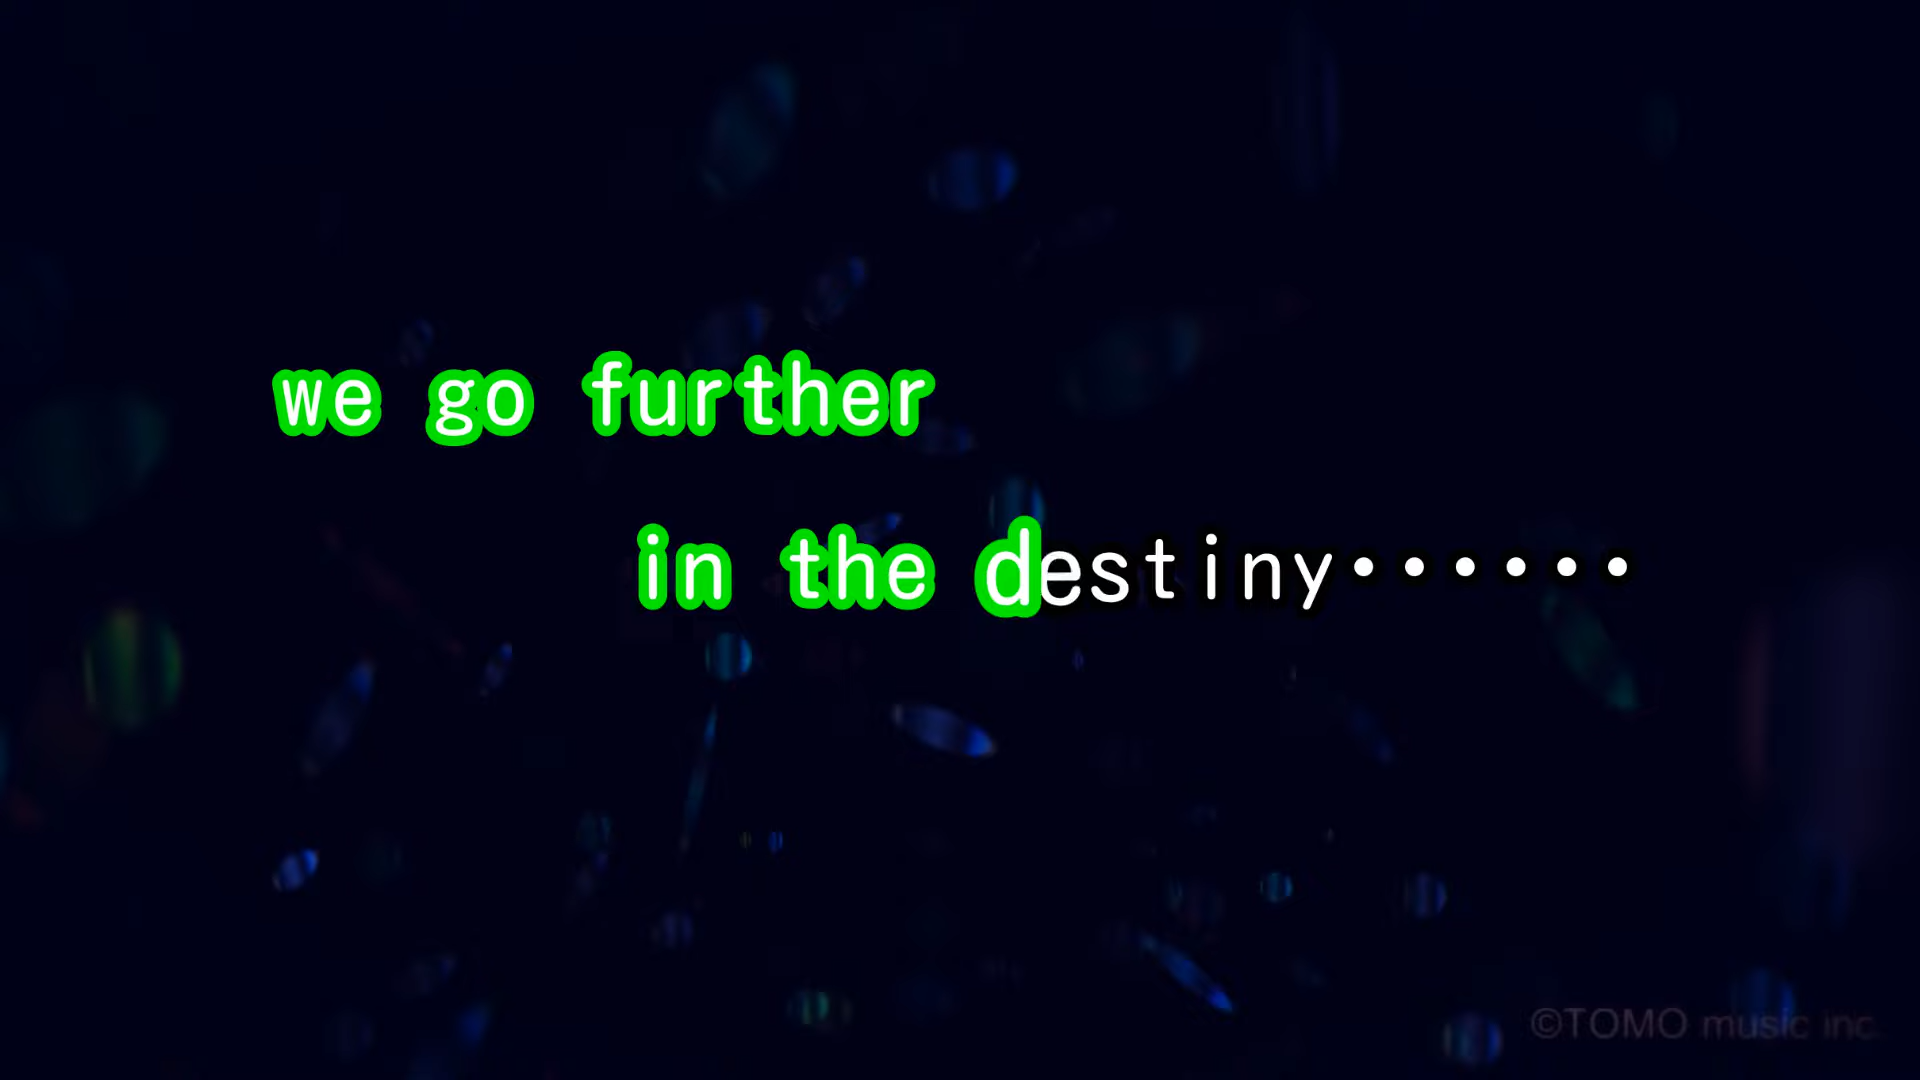 we go further
in the destiny・・・・・・
©TOMO music inc.